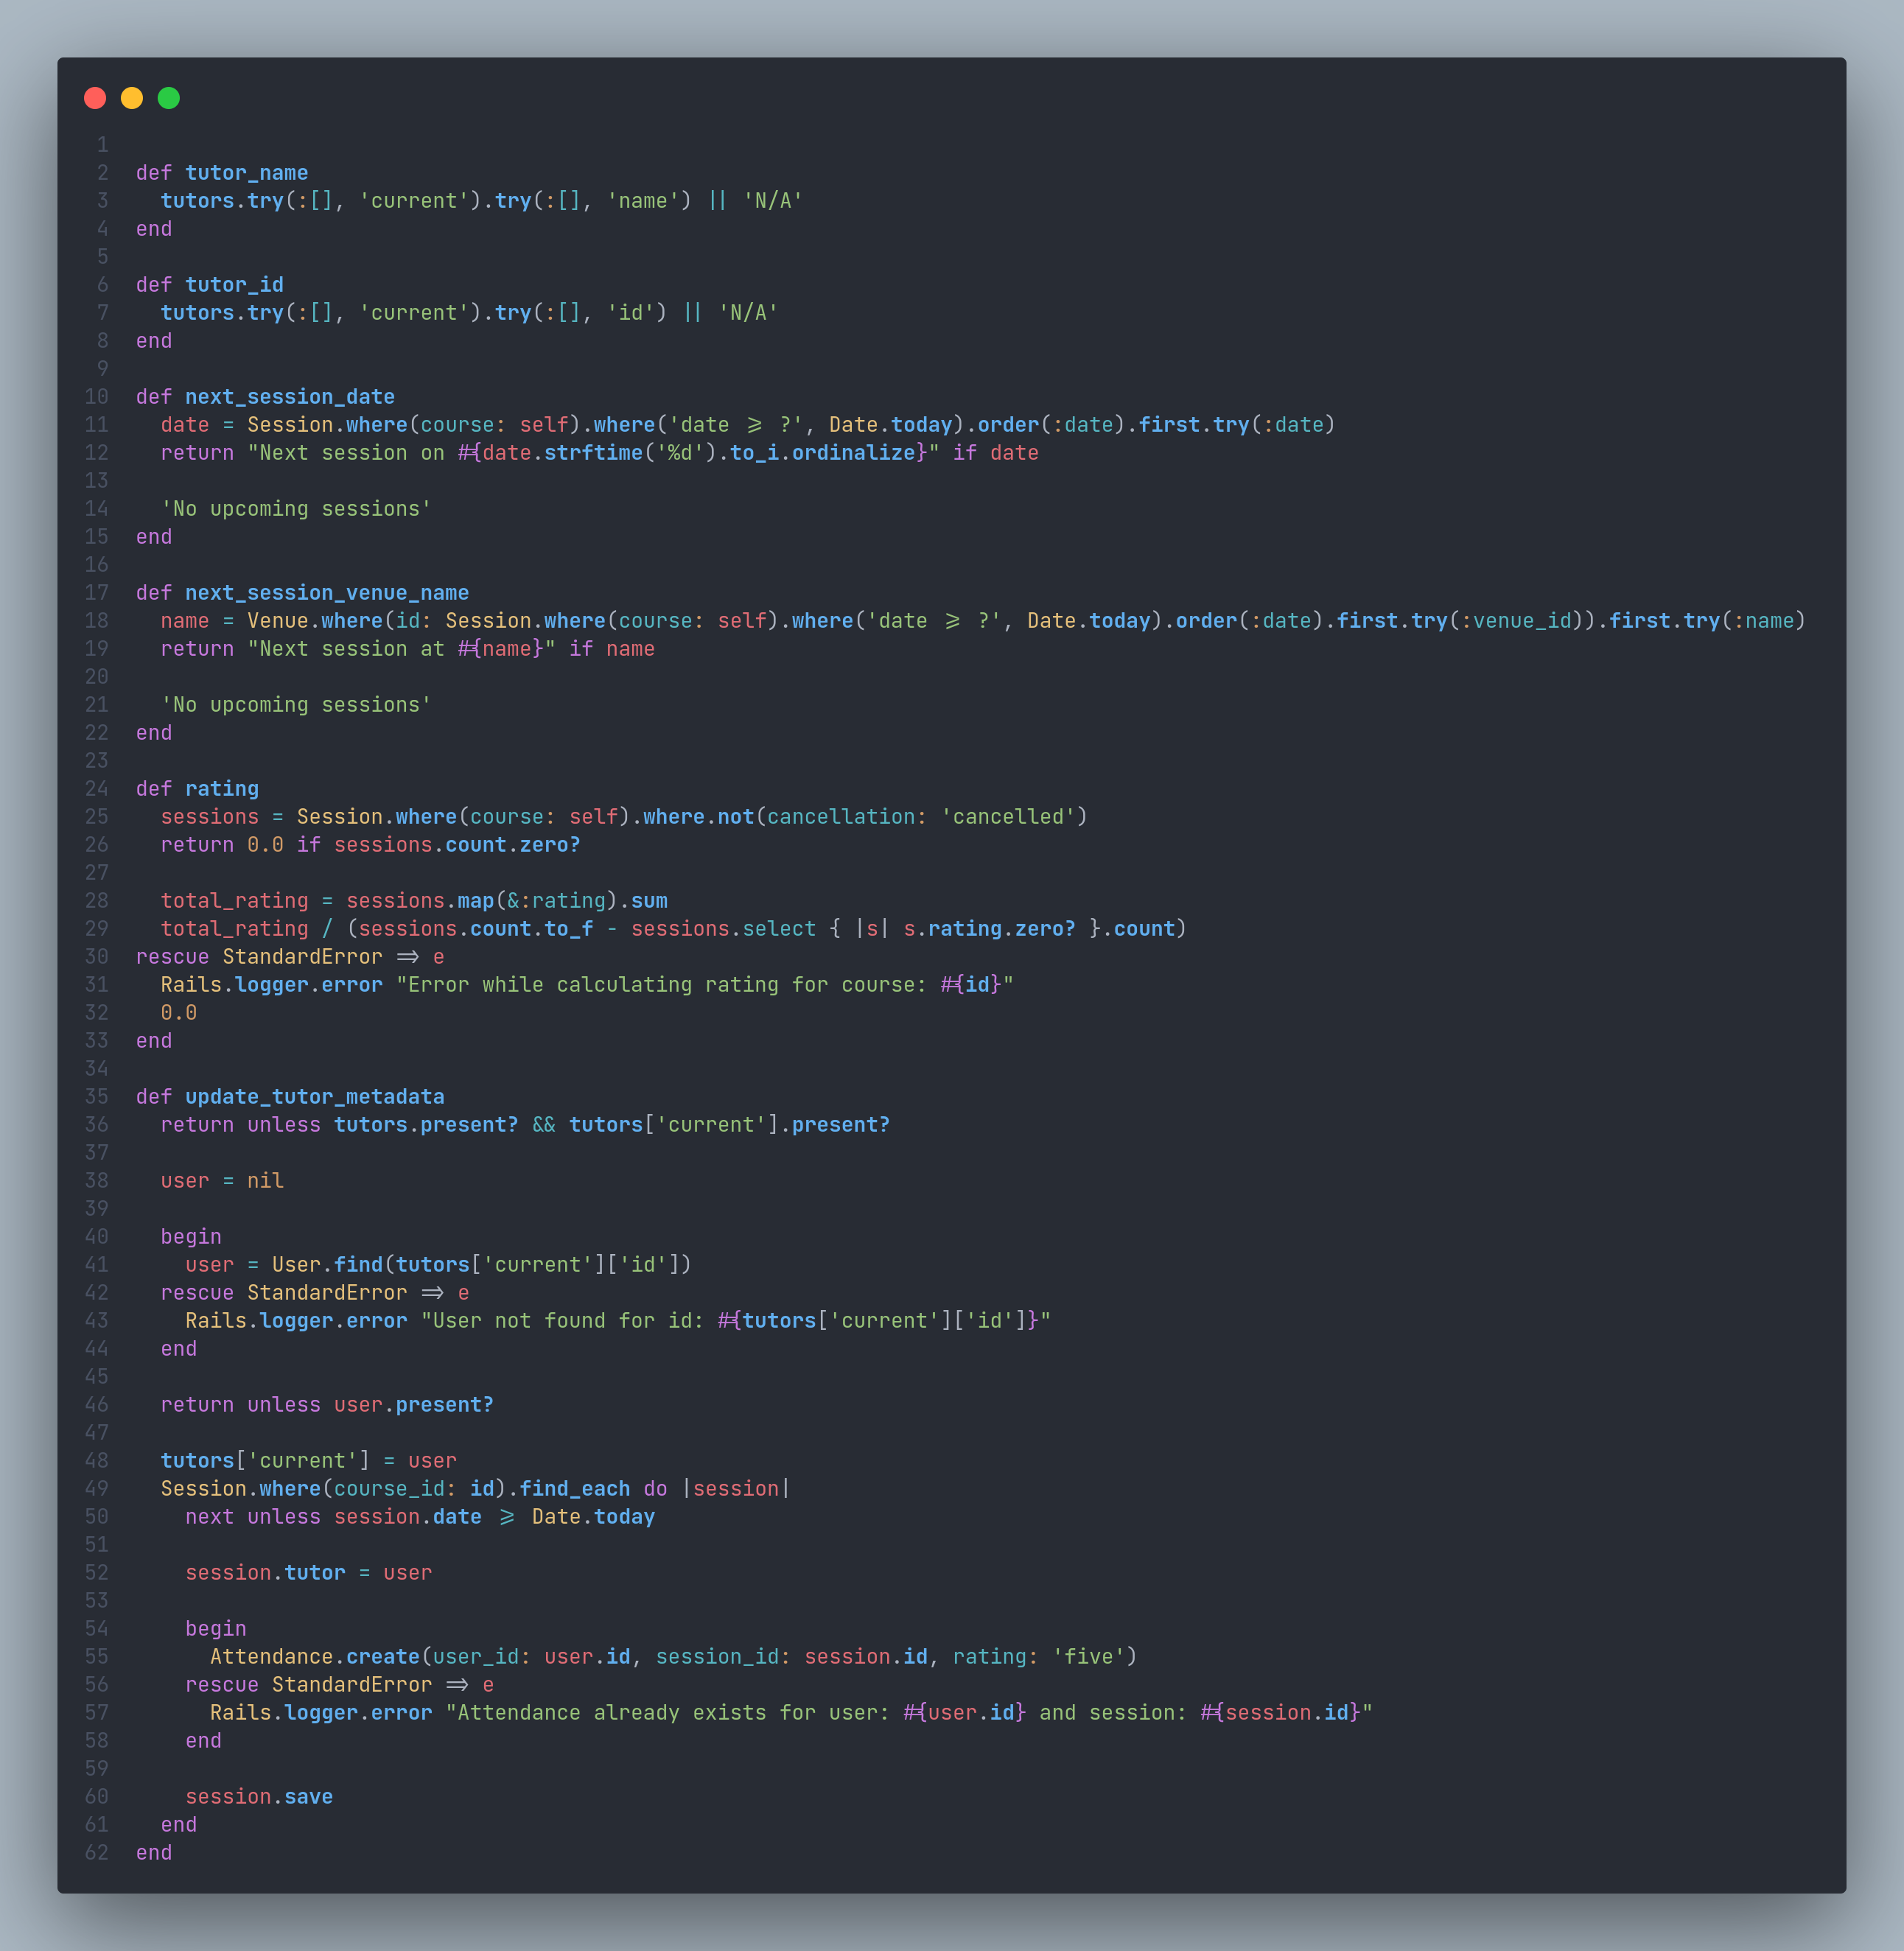 1
2 def tutor_name
3   tutors.try(:[], 'current').try(:[], 'name') || 'N/A'
4 end
5
6 def tutor_id
7   tutors.try(:[], 'current').try(:[], 'id') || 'N/A'
8 end
9
10 def next_session_date
11   date = Session.where(course: self).where('date >= ?', Date.today).order(:date).first.try(:date)
12   return "Next session on #{date.strftime('%d').to_i.ordinalize}" if date
13
14   'No upcoming sessions'
15 end
16
17 def next_session_venue_name
18   name = Venue.where(id: Session.where(course: self).where('date >= ?', Date.today).order(:date).first.try(:venue_id)).first.try(:name)
19   return "Next session at #{name}" if name
20
21   'No upcoming sessions'
22 end
23
24 def rating
25   sessions = Session.where(course: self).where.not(cancellation: 'cancelled')
26   return 0.0 if sessions.count.zero?
27
28   total_rating = sessions.map(&:rating).sum
29   total_rating / (sessions.count.to_f - sessions.select { |s| s.rating.zero? }.count)
30 rescue StandardError => e
31   Rails.logger.error "Error while calculating rating for course: #{id}"
32   0.0
33 end
34
35 def update_tutor_metadata
36   return unless tutors.present? && tutors['current'].present?
37
38   user = nil
39
40   begin
41     user = User.find(tutors['current']['id'])
42   rescue StandardError => e
43     Rails.logger.error "User not found for id: #{tutors['current']['id']}"
44   end
45
46   return unless user.present?
47
48   tutors['current'] = user
49   Session.where(course_id: id).find_each do |session|
50     next unless session.date >= Date.today
51
52     session.tutor = user
53
54     begin
55       Attendance.create(user_id: user.id, session_id: session.id, rating: 'five')
56     rescue StandardError => e
57       Rails.logger.error "Attendance already exists for user: #{user.id} and session: #{session.id}"
58     end
59
60     session.save
61   end
62 end